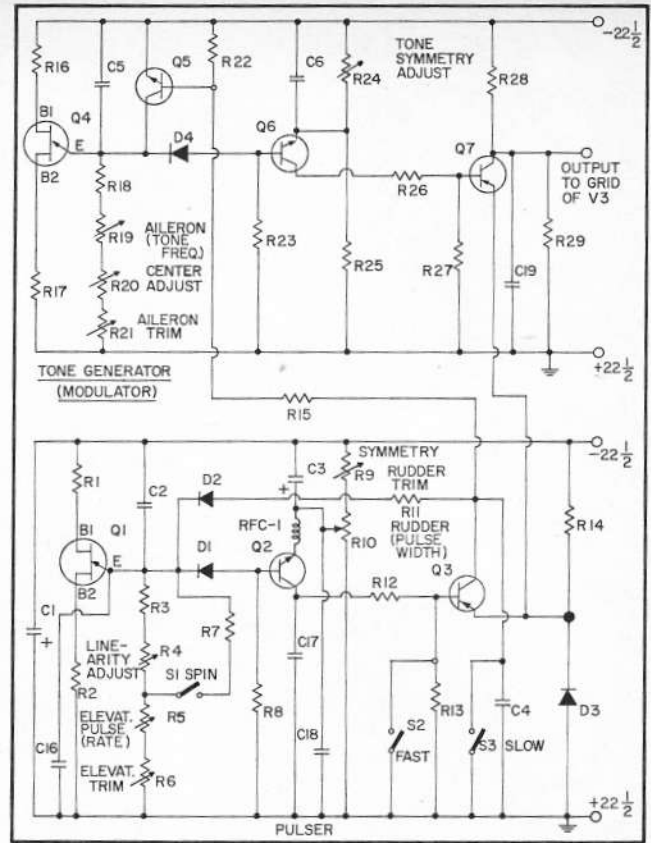 -22 1/2
R16
C5
Q5
R22
C6
R24
TONE
SYMMETRY
ADJUST
R28
B1
Q4
E
B2
D4
Q6
Q7
OUTPUT
TO GRID
OF V3
R18
R26
R19
AILERON
(TONE
FREQ.)
R23
R25
R27
C19
R29
R17
R20
CENTER
ADJUST
R21
AILERON
TRIM
TONE GENERATOR
(MODULATOR)
+22 1/2
R15
-22 1/2
R1
C2
C3
+
SYMMETRY
R9
RUDDER
TRIM
D2
R11
RUDDER
(PULSE
WIDTH)
R14
B1
Q1
E
B2
D1
RFC-1
Q2
R10
R12
Q3
C1
+
R3
R7
C17
LINE-
ARITY
ADJUST
R4
S1 SPIN
R2
R8
C18
R13
C4
D3
C16
ELEVAT.
PULSE
(RATE)
R5
S2
FAST
S3 SLOW
ELEVAT.
TRIM
R6
+22 1/2
PULSER